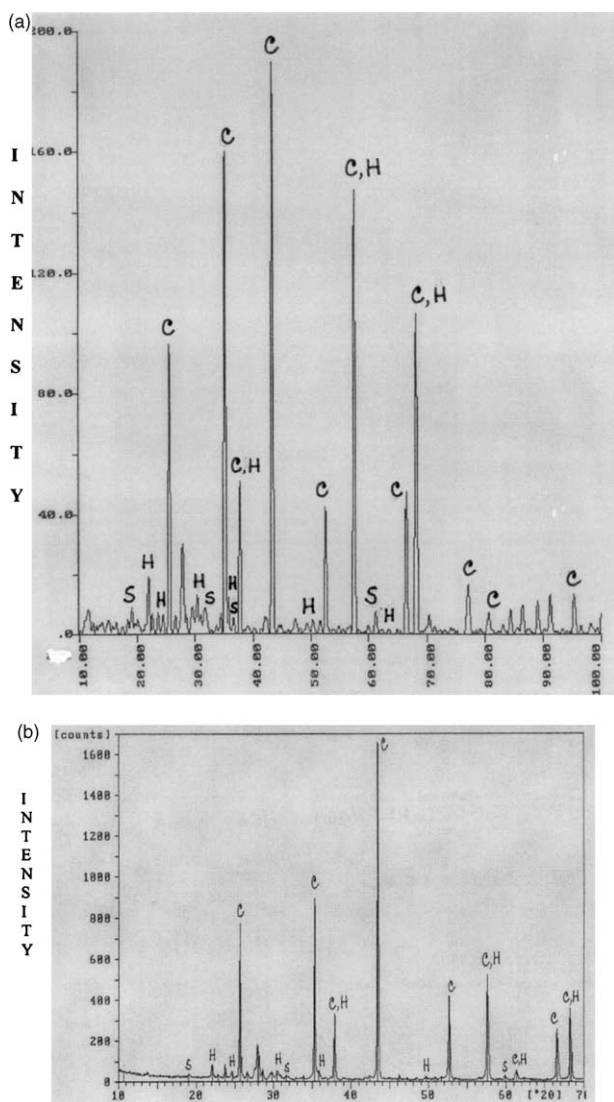 (a)
200.0
160.0
120.0
80.0
40.0
.0
INTENSITY
C
C
C, H
C, H
C
C,H
C
C
H
S
H
H
S
H
S
H
S
H
C
C
C
10.00 20.00 30.00 40.00 50.00 60.00 70.00 80.00 90.00 100.00
(b)
[counts]
1600
1400
1200
1000
800
600
400
200
0
INTENSITY
C
C
C
C,H
C
C,H
C
C,H
S
H
H
H
S
H
H
S
C,H
10 20 30 40 50 60 [°2θ] 70